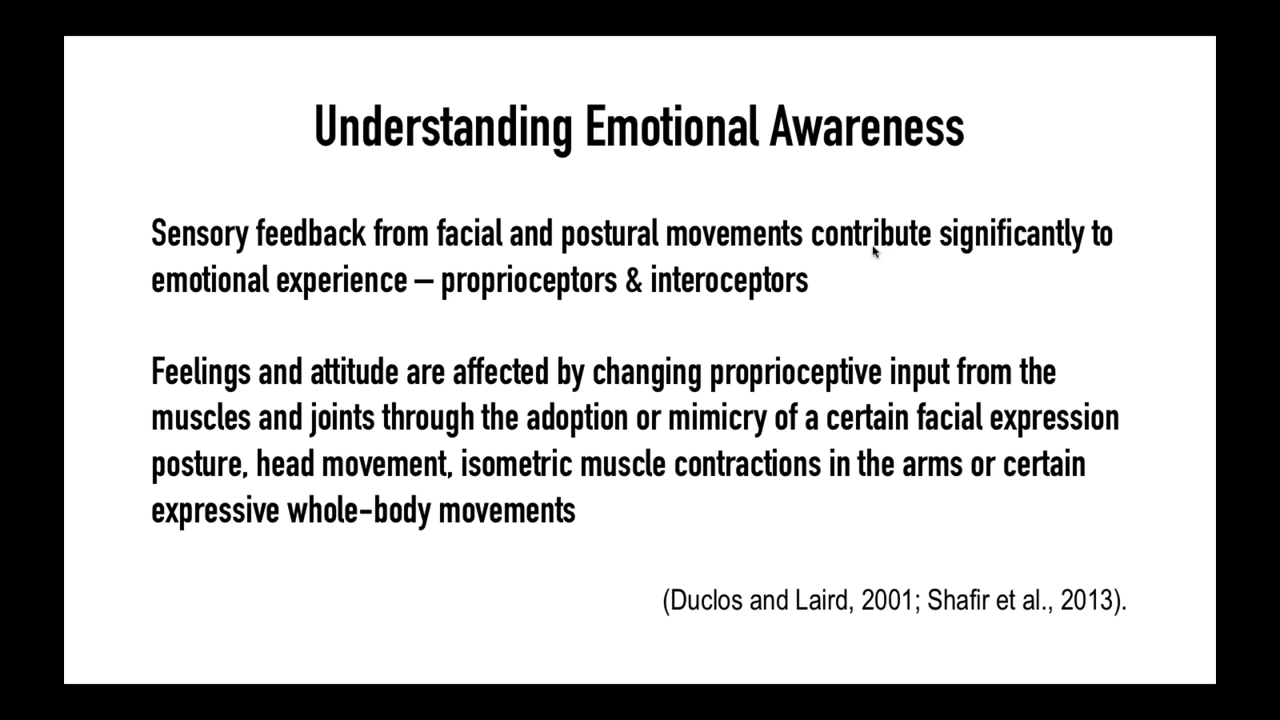 Understanding Emotional Awareness
Sensory feedback from facial and postural movements contribute significantly to
emotional experience – proprioceptors & interoceptors
Feelings and attitude are affected by changing proprioceptive input from the
muscles and joints through the adoption or mimicry of a certain facial expression
posture, head movement, isometric muscle contractions in the arms or certain
expressive whole-body movements
(Duclos and Laird, 2001; Shafir et al., 2013).